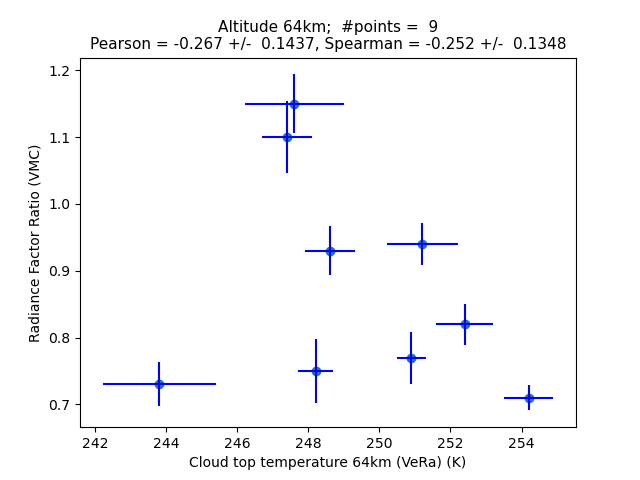 Altitude 64km;  #points =  9
Pearson = -0.267 +/-  0.1437, Spearman = -0.252 +/-  0.1348
1.2
1.1
1.0
0.9
0.8
0.7
Radiance Factor Ratio (VMC)
242 244 246 248 250 252 254
Cloud top temperature 64km (VeRa) (K)